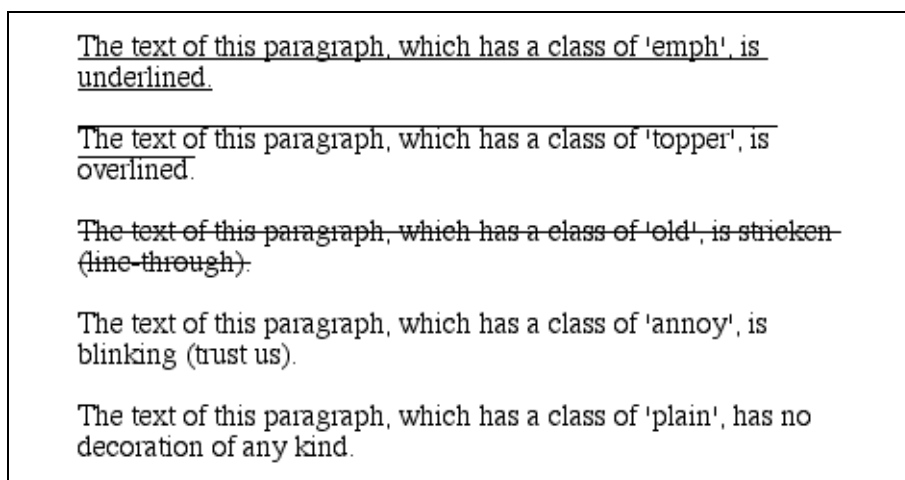 The text of this paragraph, which has a class of 'emph', is
underlined.
The text of this paragraph, which has a class of 'topper', is
overlined.
The text of this paragraph, which has a class of 'old', is stricken
(line-through).
The text of this paragraph, which has a class of 'annoy', is
blinking (trust us).
The text of this paragraph, which has a class of 'plain', has no
decoration of any kind.